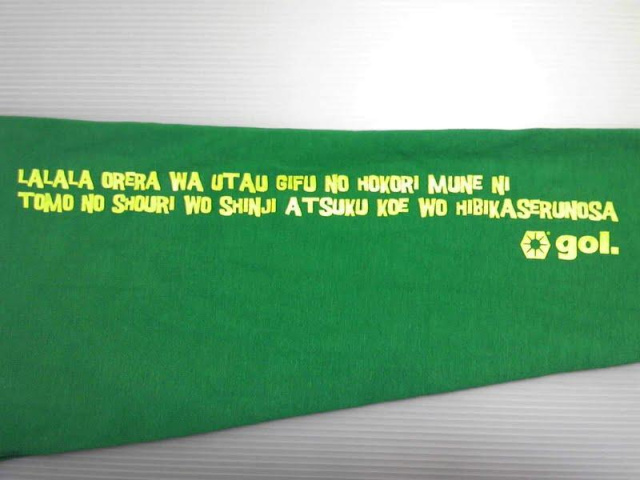 LALALA ORERA WA UTAU GIFU NO HOKORI MUNE NI
TOMO NO SHOURI WO SHINJI ATSUKU KOE WO HIBIKASERUNOSA
gol.